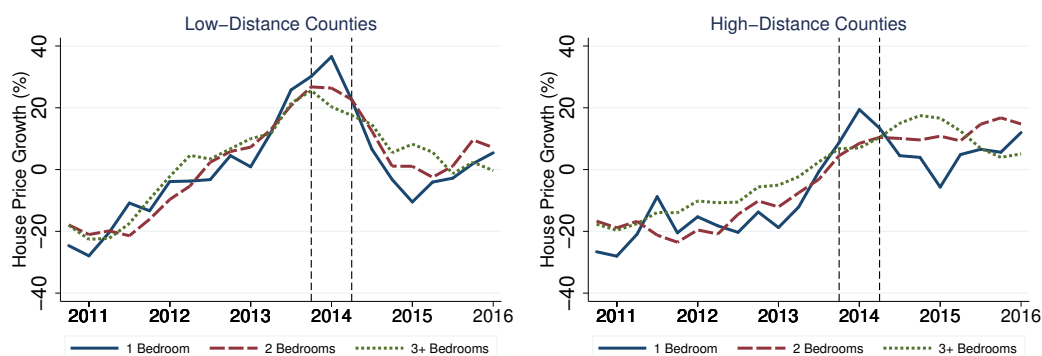 Low−Distance Counties
House Price Growth (%)
40
20
0
−20
−40
2011 2012 2013 2014 2015 2016
1 Bedroom 2 Bedrooms 3+ Bedrooms
High−Distance Counties
House Price Growth (%)
40
20
0
−20
−40
2011 2012 2013 2014 2015 2016
1 Bedroom 2 Bedrooms 3+ Bedrooms